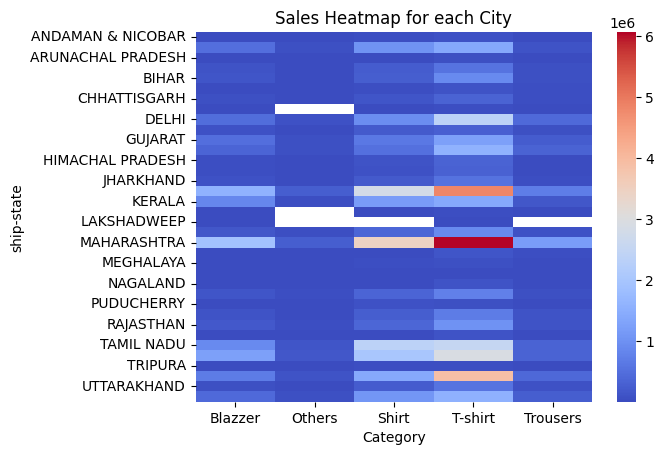 Sales Heatmap for each City
1e6
ANDAMAN & NICOBAR
ARUNACHAL PRADESH
BIHAR
CHHATTISGARH
DELHI
GUJARAT
HIMACHAL PRADESH
JHARKHAND
KERALA
LAKSHADWEEP
MAHARASHTRA
MEGHALAYA
NAGALAND
PUDUCHERRY
RAJASTHAN
TAMIL NADU
TRIPURA
UTTARAKHAND
ship-state
Blazzer Others Shirt T-shirt Trousers
Category
6
5
4
3
2
1